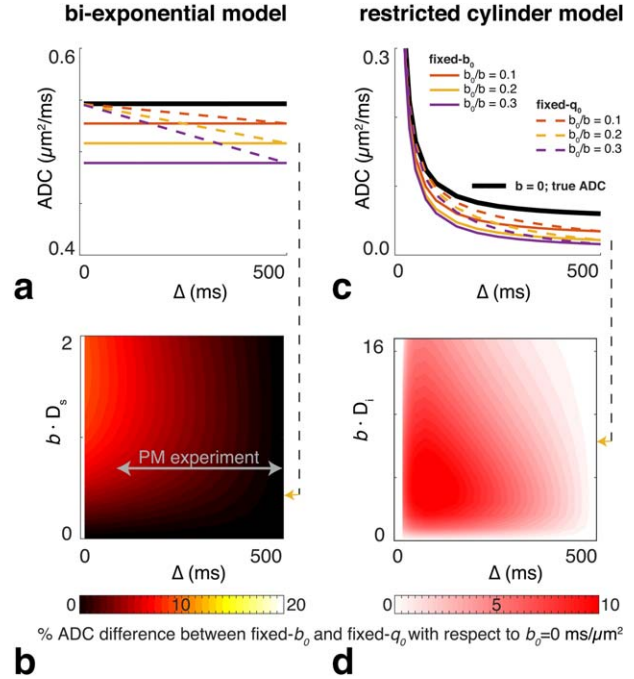 bi-exponential model
restricted cylinder model
0.6
ADC (µm²/ms)
0.4
0
500
Δ (ms)
a
0.3
ADC (µm²/ms)
0.0
fixed-b₀
b₀/b = 0.1
b₀/b = 0.2
b₀/b = 0.3
fixed-q₀
b₀/b = 0.1
b₀/b = 0.2
b₀/b = 0.3
b = 0; true ADC
0
500
Δ (ms)
c
2
b · Dₛ
0
PM experiment
0
500
Δ (ms)
16
b · Dᵢ
0
0
500
Δ (ms)
0 10 20
0 5 10
% ADC difference between fixed-b₀ and fixed-q₀ with respect to b₀=0 ms/µm²
b
d